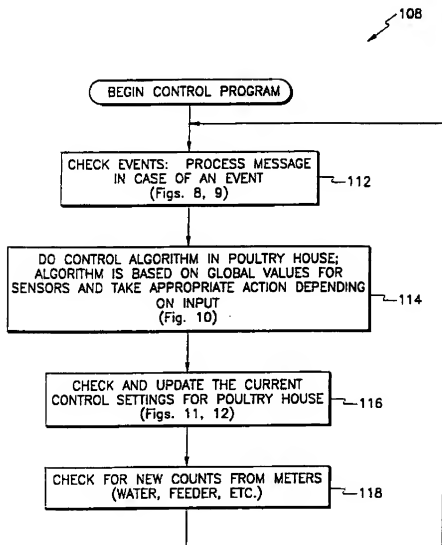 108
BEGIN CONTROL PROGRAM
CHECK EVENTS: PROCESS MESSAGE
IN CASE OF AN EVENT
(Figs. 8, 9)
112
DO CONTROL ALGORITHM IN POULTRY HOUSE;
ALGORITHM IS BASED ON GLOBAL VALUES FOR
SENSORS AND TAKE APPROPRIATE ACTION DEPENDING
ON INPUT
(Fig. 10)
114
CHECK AND UPDATE THE CURRENT
CONTROL SETTINGS FOR POULTRY HOUSE
(Figs. 11, 12)
116
CHECK FOR NEW COUNTS FROM METERS
(WATER, FEEDER, ETC.)
118